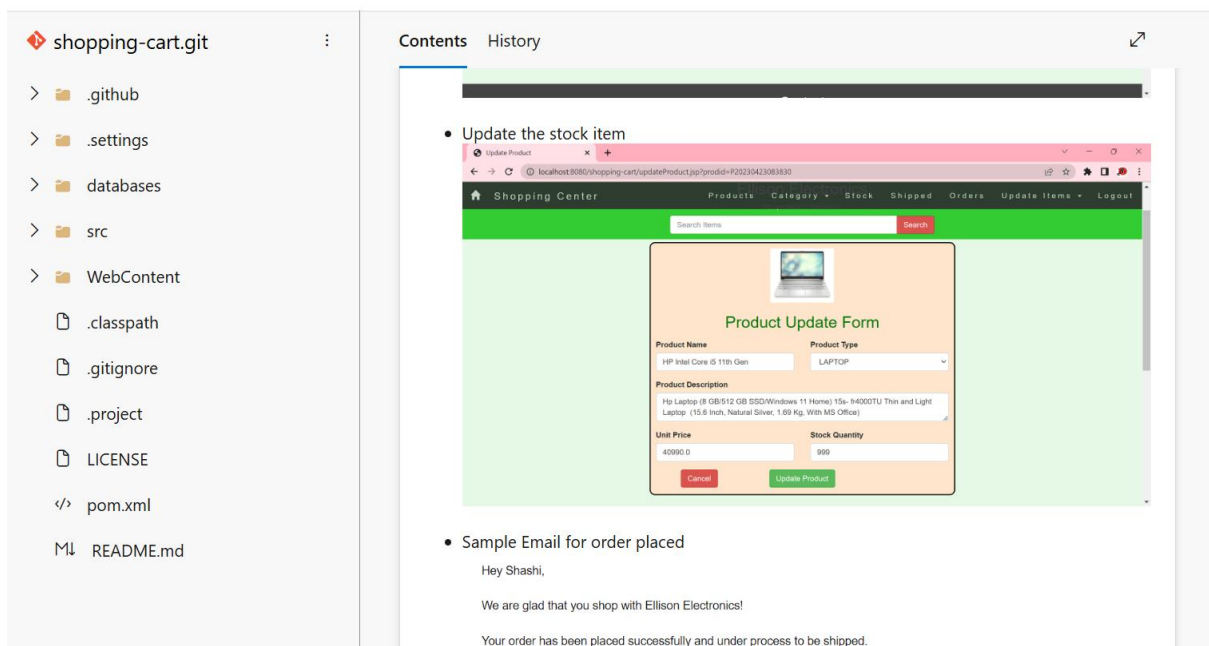 shopping-cart.git
.github
.settings
databases
src
WebContent
.classpath
.gitignore
.project
LICENSE
pom.xml
README.md
Contents History
Update the stock item
Update Product
localhost:8080/shopping-cart/updateProduct.jsp?prodid=P20230423083830
Ellison Electronics
Shopping Center Products Category Stock Shipped Orders Update Items Logout
Search Items Search
Product Update Form
Product Name Product Type
HP Intel Core i5 11th Gen LAPTOP
Product Description
Hp Laptop (8 GB/512 GB SSD/Windows 11 Home) 15s- fr4000TU Thin and Light
Laptop (15.6 Inch, Natural Silver, 1.69 Kg, With MS Office)
Unit Price Stock Quantity
40990.0 999
Cancel Update Product
Sample Email for order placed
Hey Shashi,
We are glad that you shop with Ellison Electronics!
Your order has been placed successfully and under process to be shipped.